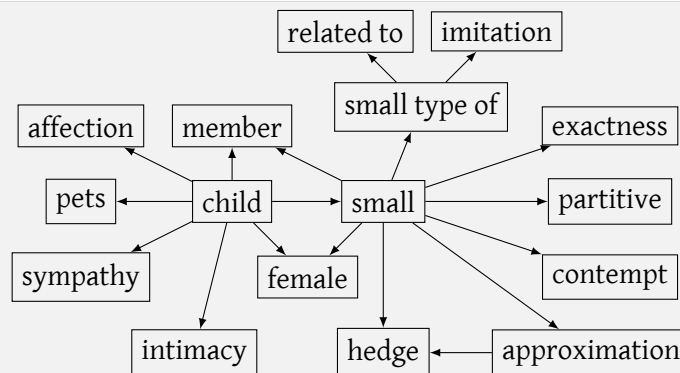 related to
imitation
small type of
affection
member
exactness
pets
child
small
partitive
sympathy
female
contempt
intimacy
hedge
approximation